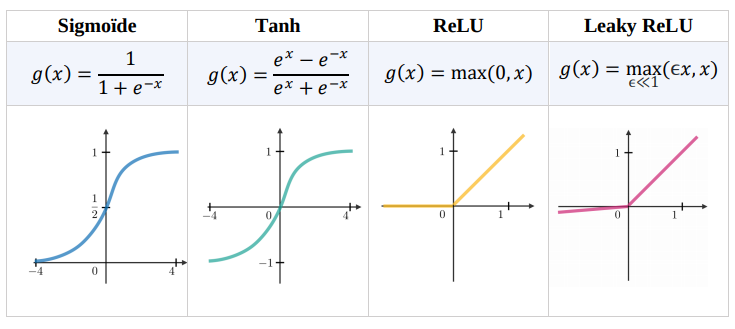 Sigmoïde Tanh ReLU Leaky ReLU
g(x) = 1 / (1 + e^{-x}) g(x) = (e^x − e^{-x}) / (e^x + e^{-x}) g(x) = max(0, x) g(x) = max_{ϵ≪1}(ϵx, x)
1
1/2
−4 0 4
1
−4 0 4
−1
1
0 1
1
0 1